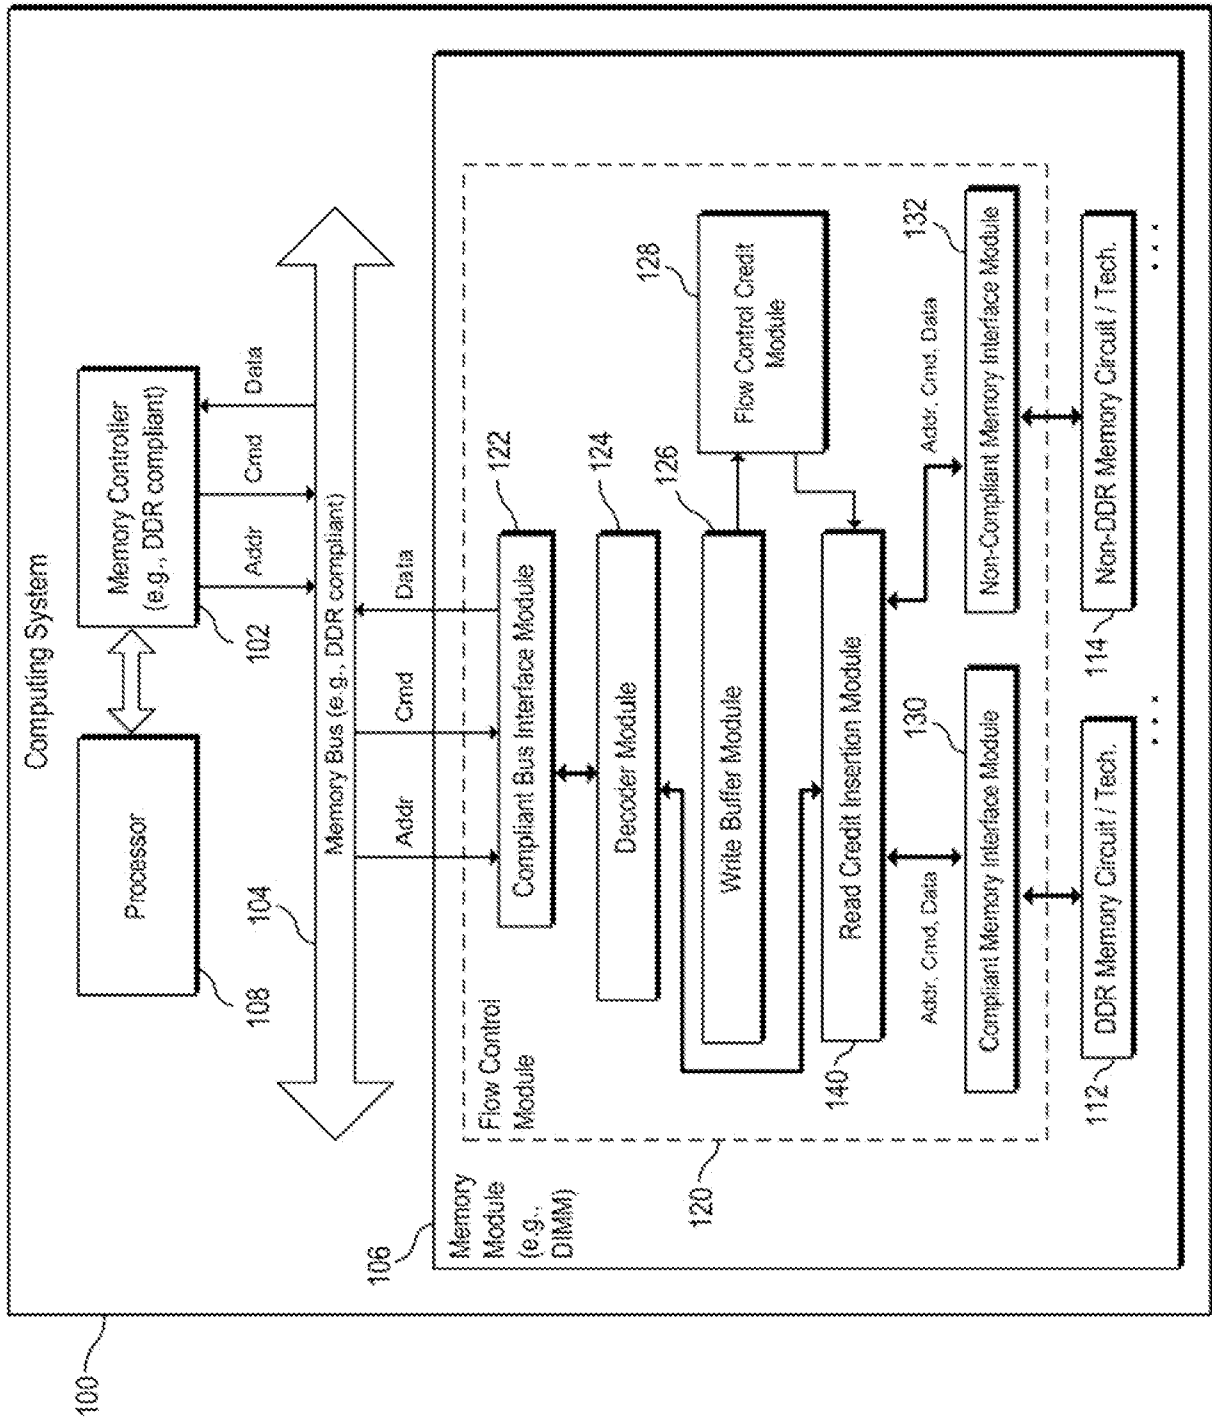 100
Computing System
Processor
108
Memory Controller
(e.g., DDR compliant)
102
Addr
Cmd
Data
104
Memory Bus (e.g., DDR compliant)
Addr
Cmd
Data
106
Memory
Module
(e.g.,
DIMM)
Flow Control
Module
120
Compliant Bus Interface Module
122
Decoder Module
124
Write Buffer Module
126
Flow Control Credit
Module
128
Read Credit Insertion Module
140
Addr, Cmd, Data
Addr, Cmd, Data
Compliant Memory Interface Module
130
Non-Compliant Memory Interface Module
132
DDR Memory Circuit / Tech.
112
...
Non-DDR Memory Circuit / Tech.
114
...